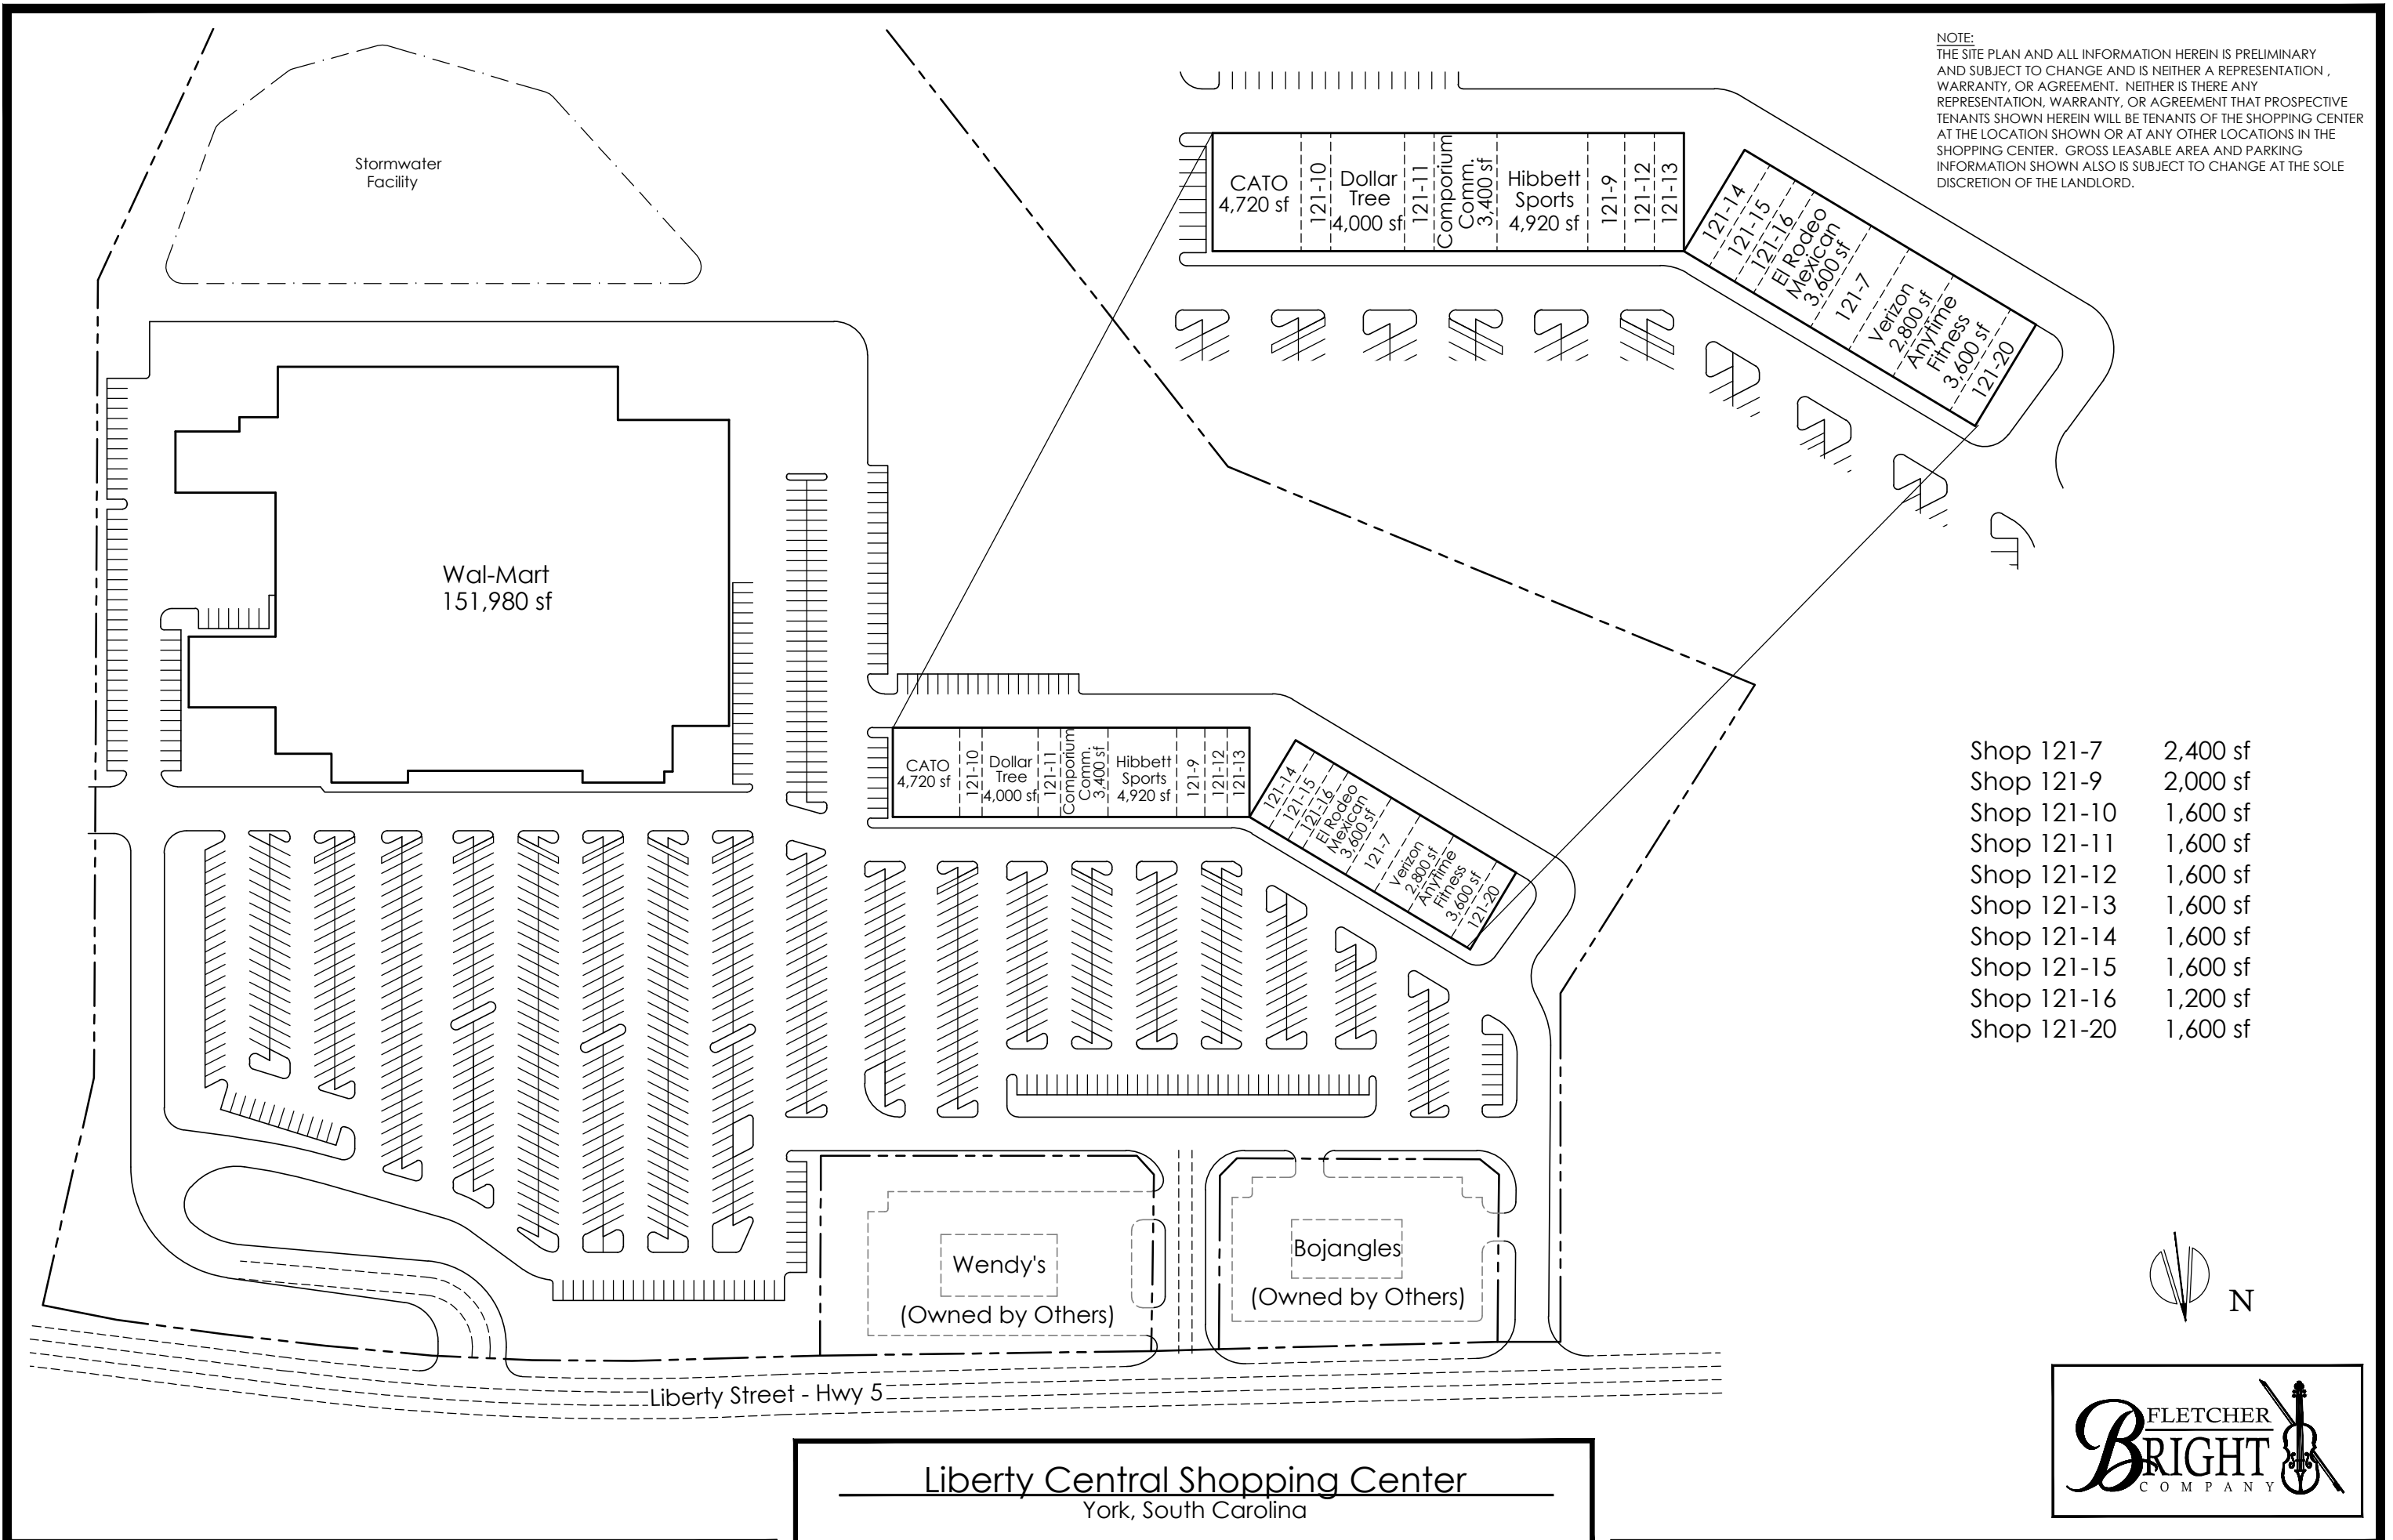 NOTE:
THE SITE PLAN AND ALL INFORMATION HEREIN IS PRELIMINARY
AND SUBJECT TO CHANGE AND IS NEITHER A REPRESENTATION ,
WARRANTY, OR AGREEMENT. NEITHER IS THERE ANY
REPRESENTATION, WARRANTY, OR AGREEMENT THAT PROSPECTIVE
TENANTS SHOWN HEREIN WILL BE TENANTS OF THE SHOPPING CENTER
AT THE LOCATION SHOWN OR AT ANY OTHER LOCATIONS IN THE
SHOPPING CENTER. GROSS LEASABLE AREA AND PARKING
INFORMATION SHOWN ALSO IS SUBJECT TO CHANGE AT THE SOLE
DISCRETION OF THE LANDLORD.
Stormwater
Facility
CATO
4,720 sf
121-10
Dollar
Tree
4,000 sf
121-11
Comporium
Comm.
3,400 sf
Hibbett
Sports
4,920 sf
121-9
121-12
121-13
121-14
121-15
121-16
El Rodeo
Mexican
3,600 sf
121-7
Verizon
2,800 sf
Anytime
Fitness
3,600 sf
121-20
Wal-Mart
151,980 sf
CATO
4,720 sf
121-10
Dollar
Tree
4,000 sf
121-11
Comporium
Comm.
3,400 sf
Hibbett
Sports
4,920 sf
121-9
121-12
121-13
121-14
121-15
121-16
El Rodeo
Mexican
3,600 sf
121-7
Verizon
2,800 sf
Anytime
Fitness
3,600 sf
121-20
Shop 121-7 2,400 sf
Shop 121-9 2,000 sf
Shop 121-10 1,600 sf
Shop 121-11 1,600 sf
Shop 121-12 1,600 sf
Shop 121-13 1,600 sf
Shop 121-14 1,600 sf
Shop 121-15 1,600 sf
Shop 121-16 1,200 sf
Shop 121-20 1,600 sf
Wendy's
(Owned by Others)
Bojangles
(Owned by Others)
N
Liberty Street - Hwy 5
FLETCHER
BRIGHT
COMPANY
Liberty Central Shopping Center
York, South Carolina